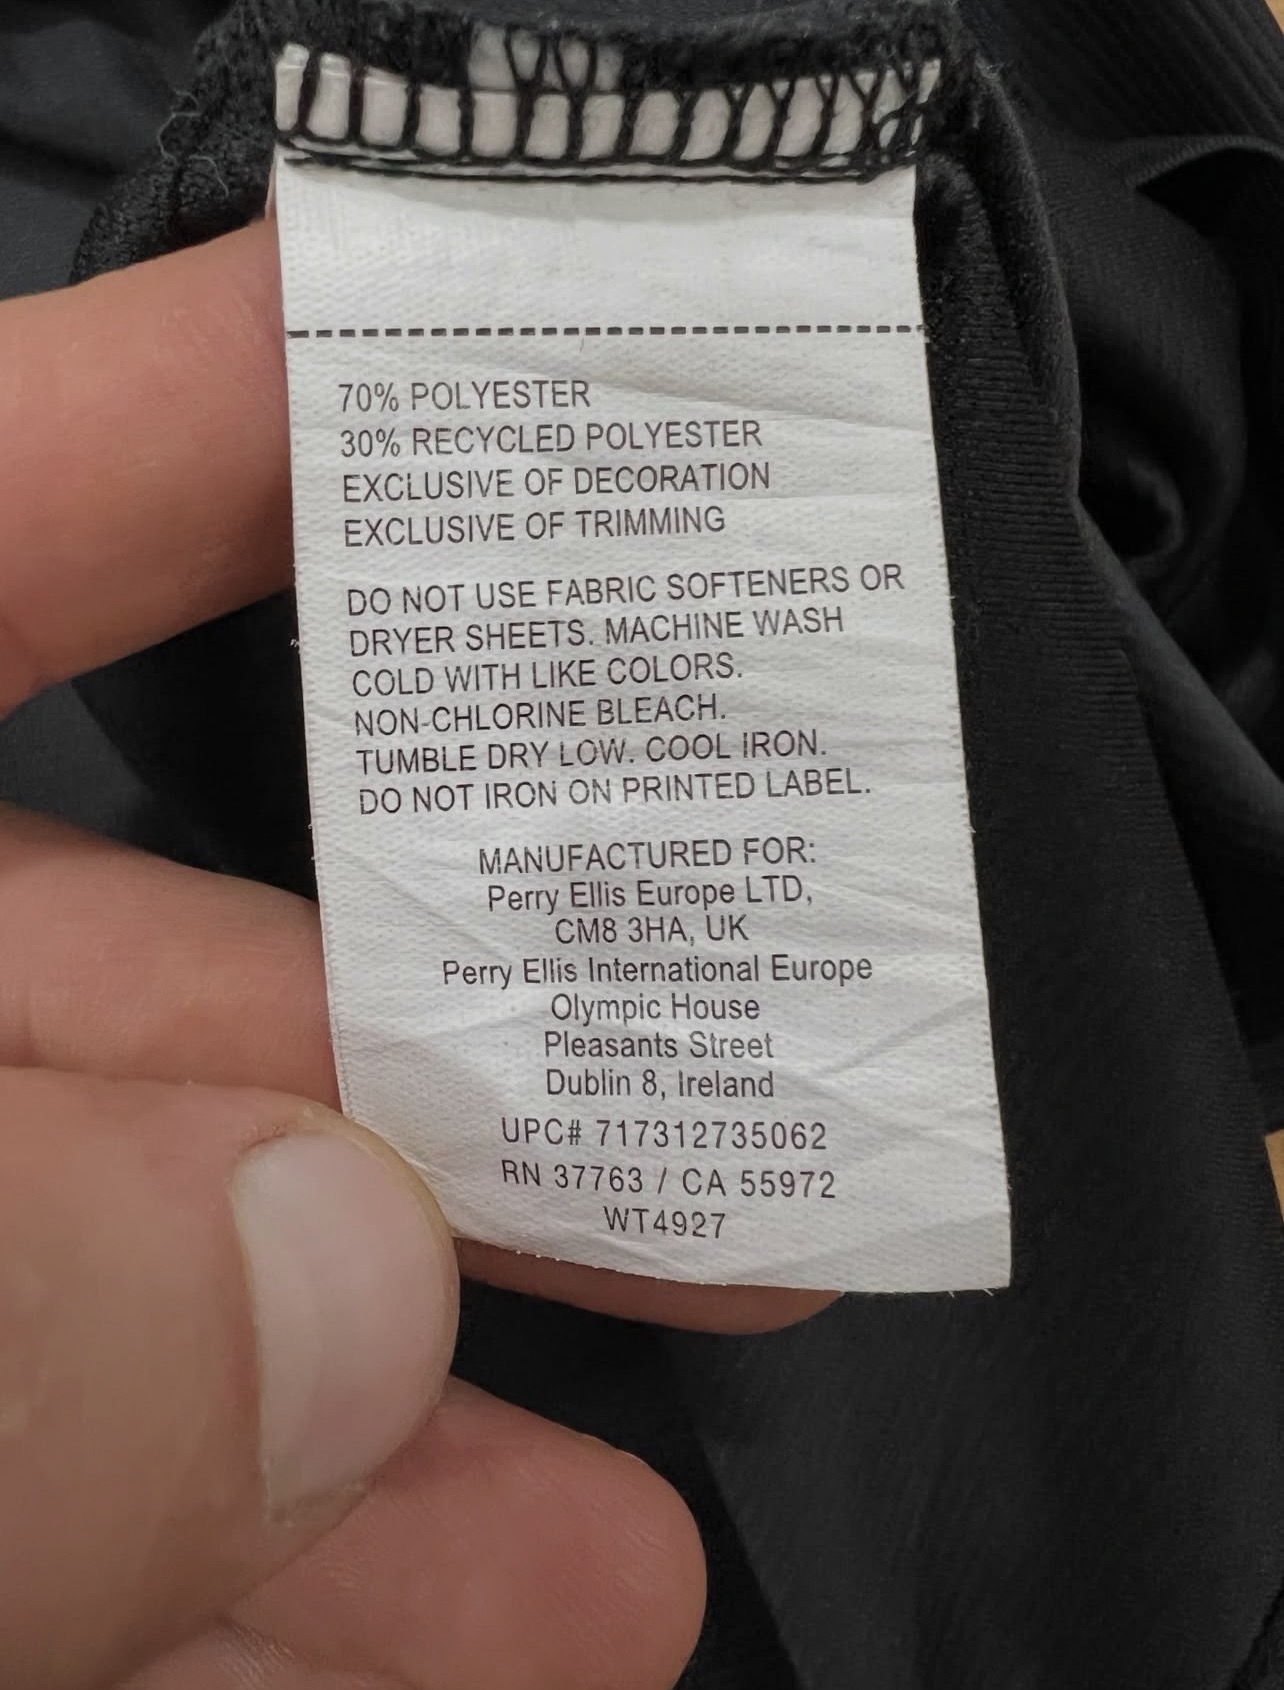 70% POLYESTER
30% RECYCLED POLYESTER
EXCLUSIVE OF DECORATION
EXCLUSIVE OF TRIMMING
DO NOT USE FABRIC SOFTENERS OR
DRYER SHEETS. MACHINE WASH
COLD WITH LIKE COLORS.
NON-CHLORINE BLEACH.
TUMBLE DRY LOW. COOL IRON.
DO NOT IRON ON PRINTED LABEL.
MANUFACTURED FOR:
Perry Ellis Europe LTD,
CM8 3HA, UK
Perry Ellis International Europe
Olympic House
Pleasants Street
Dublin 8, Ireland
UPC# 717312735062
RN 37763 / CA 55972
WT4927